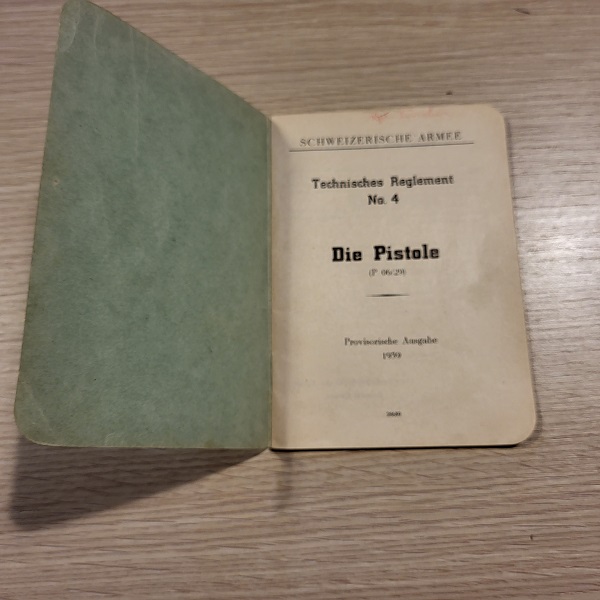 SCHWEIZERISCHE ARMEE
Technisches Reglement
No. 4
Die Pistole
(P 06/29)
Provisorische Ausgabe
1939